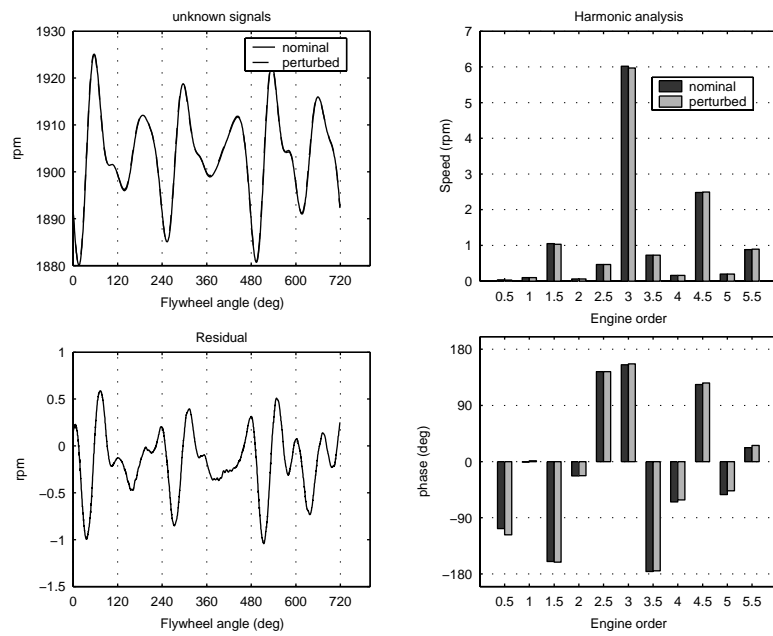 unknown signals
1930
1920
1910
1900
1890
1880
rpm
nominal
perturbed
0 120 240 360 480 600 720
Flywheel angle (deg)
Harmonic analysis
7
6
5
4
3
2
1
0
Speed (rpm)
nominal
perturbed
0.5 1 1.5 2 2.5 3 3.5 4 4.5 5 5.5
Engine order
Residual
1
0.5
0
−0.5
−1
−1.5
rpm
0 120 240 360 480 600 720
Flywheel angle (deg)
180
90
0
−90
−180
phase (deg)
0.5 1 1.5 2 2.5 3 3.5 4 4.5 5 5.5
Engine order